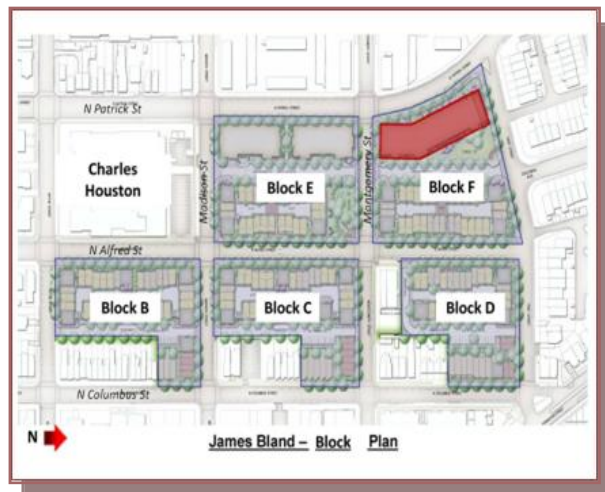 N Patrick St
Charles
Houston
Madison St
Block E
Montgomery St
Block F
N Alfred St
Block B
Block C
Block D
N Columbus St
N
James Bland – Block Plan